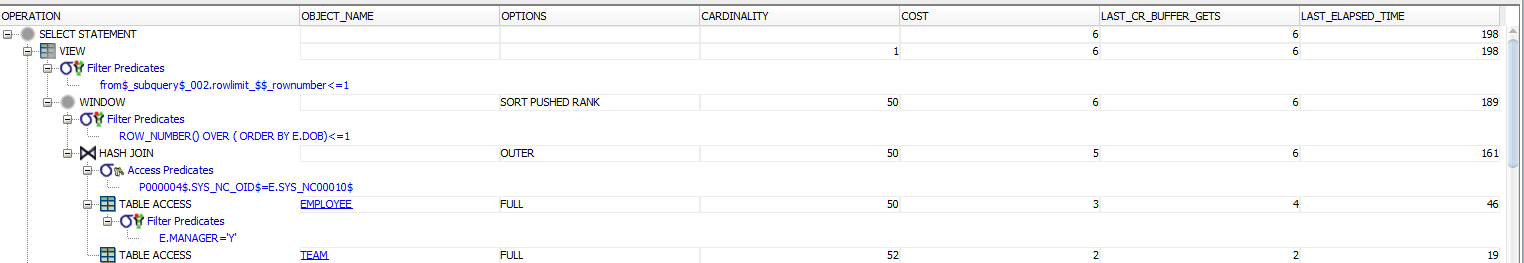 OPERATION OBJECT_NAME OPTIONS CARDINALITY COST LAST_CR_BUFFER_GETS LAST_ELAPSED_TIME
SELECT STATEMENT 6 6 198
VIEW 1 6 6 198
Filter Predicates
from$_subquery$_002.rowlimit_$$_rownumber<=1
WINDOW SORT PUSHED RANK 50 6 6 189
Filter Predicates
ROW_NUMBER() OVER ( ORDER BY E.DOB)<=1
HASH JOIN OUTER 50 5 6 161
Access Predicates
P000004$.SYS_NC_OID$=E.SYS_NC00010$
TABLE ACCESS EMPLOYEE FULL 50 3 4 46
Filter Predicates
E.MANAGER='Y'
TABLE ACCESS TEAM FULL 52 2 2 19